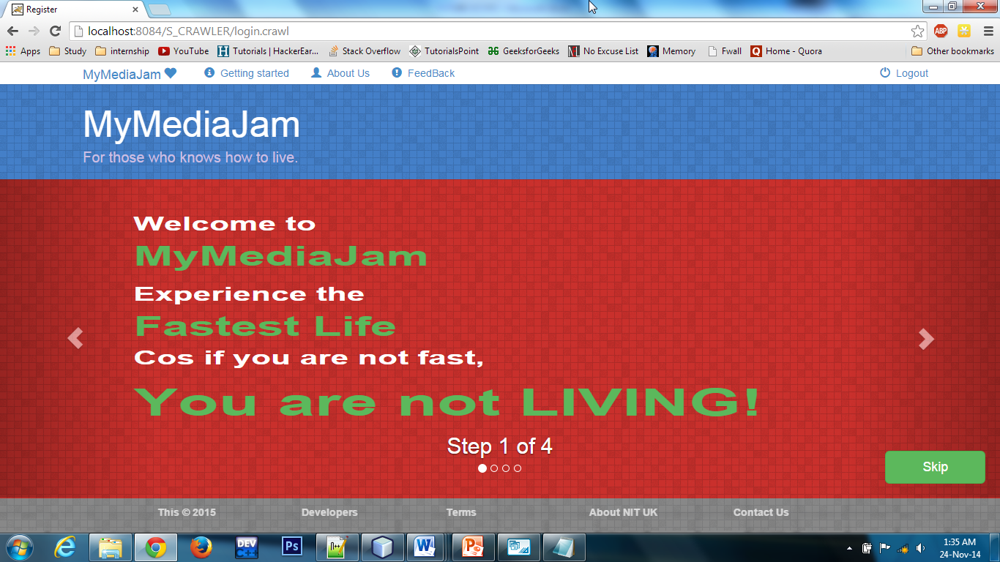 Register
localhost:8084/S_CRAWLER/login.crawl
ABP
Apps Study internship YouTube Tutorials | HackerEar... Stack Overflow TutorialsPoint GeeksforGeeks No Excuse List Memory Fwall Home - Quora Other bookmarks
MyMediaJam Getting started About Us FeedBack Logout
MyMediaJam
For those who knows how to live.
Welcome to
MyMediaJam
Experience the
Fastest Life
Cos if you are not fast,
You are not LIVING!
Step 1 of 4
Skip
This © 2015 Developers Terms About NIT UK Contact Us
DEV C++ Ps N++ W P
1:35 AM
24-Nov-14